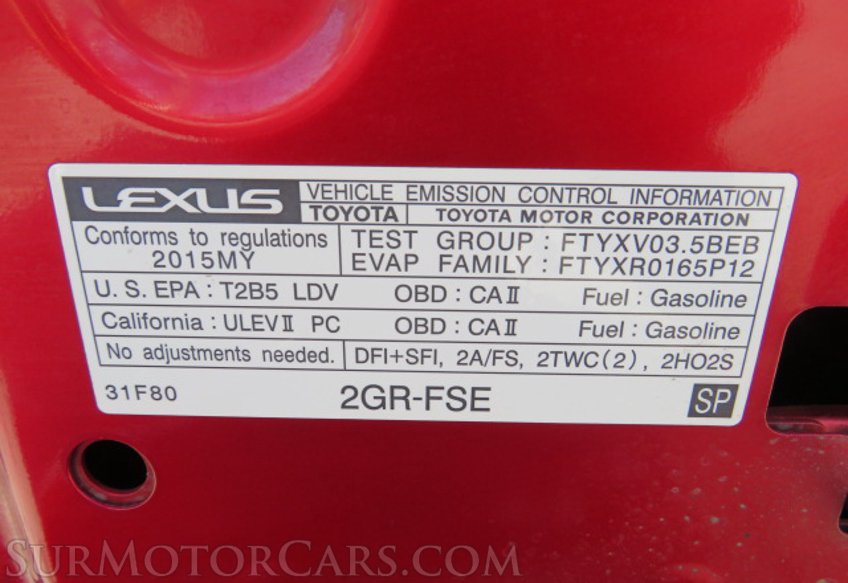 LEXUS VEHICLE EMISSION CONTROL INFORMATION
TOYOTA TOYOTA MOTOR CORPORATION
Conforms to regulations
2015MY
TEST GROUP : FTYXV03.5BEB
EVAP FAMILY : FTYXR0165P12
U. S. EPA : T2B5 LDV OBD : CAⅡ Fuel : Gasoline
California : ULEVⅡ PC OBD : CAⅡ Fuel : Gasoline
No adjustments needed. DFI+SFI, 2A/FS, 2TWC(2), 2HO2S
31F80 2GR-FSE SP
SurMotorCars.com